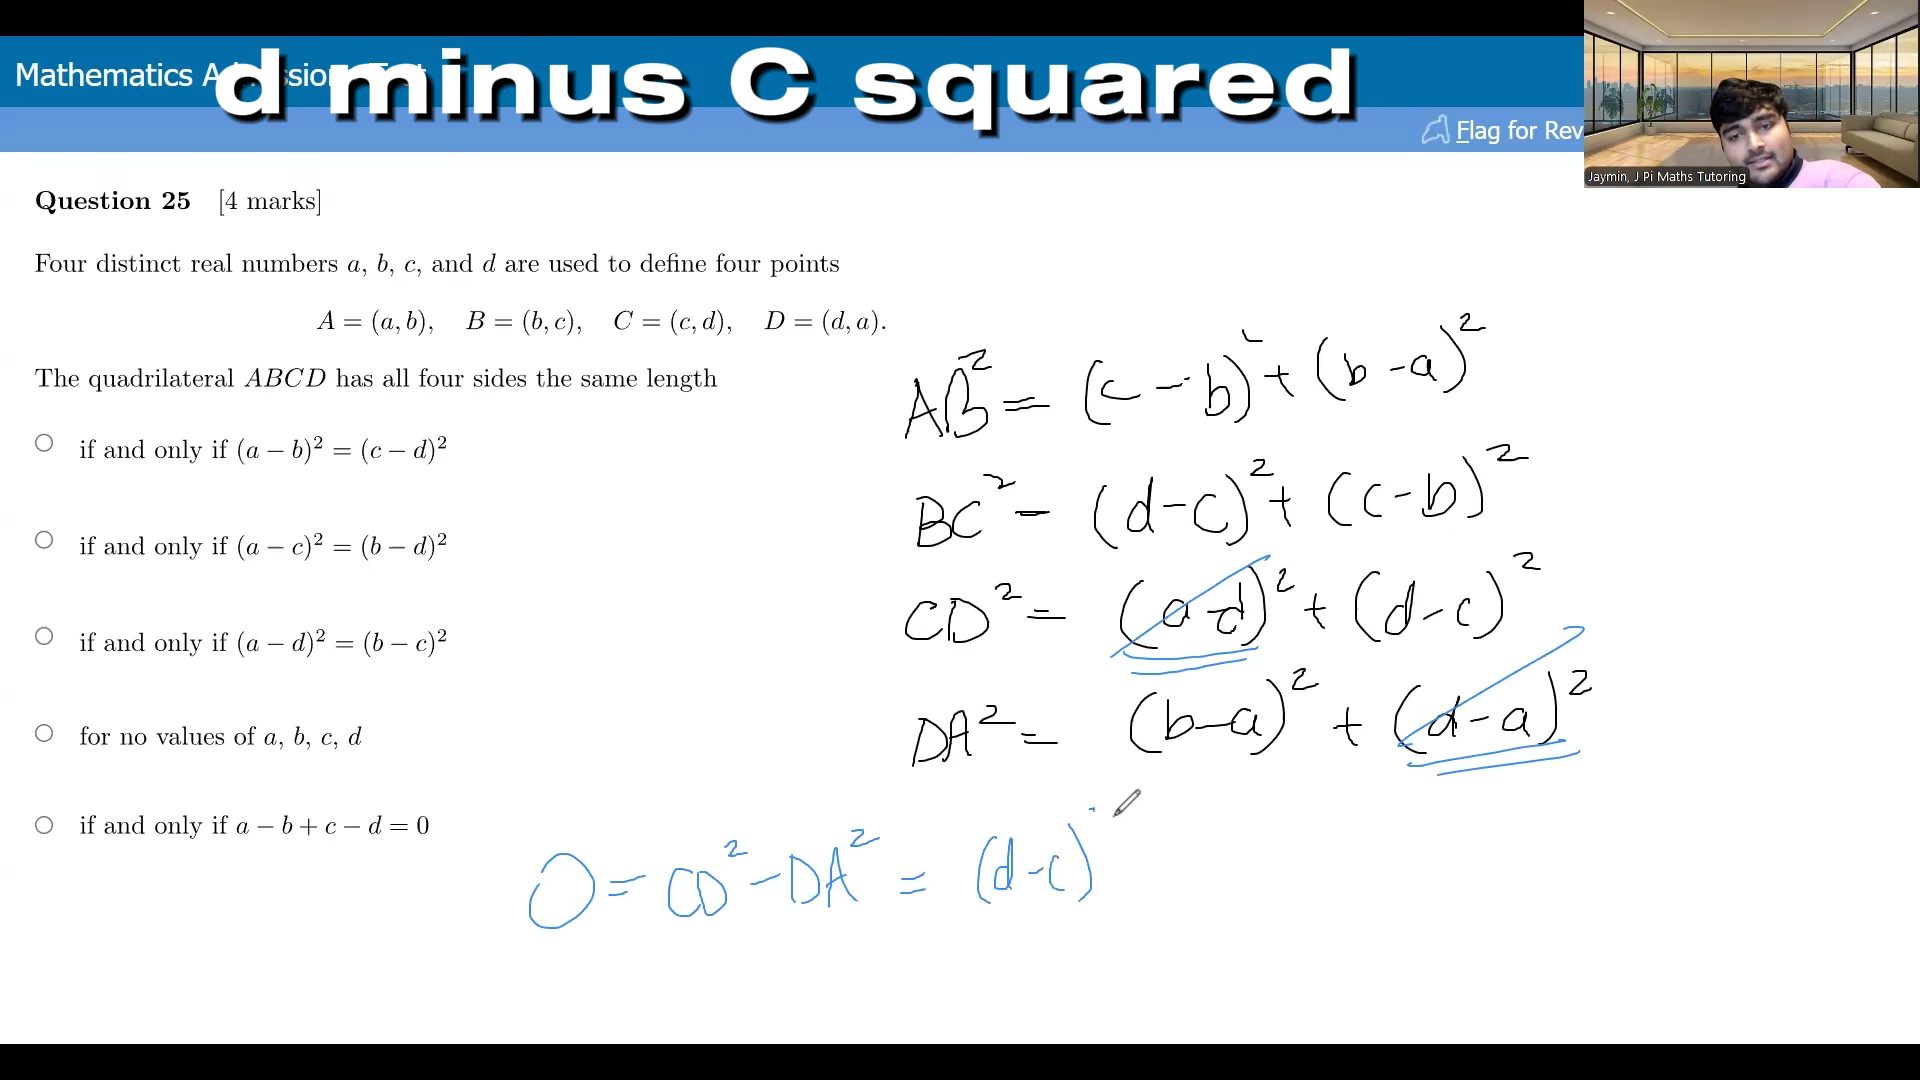 Mathematics A ssion
d minus C squared
Flag for Rev
Jaymin, J Pi Maths Tutoring
Question 25 [4 marks]
Four distinct real numbers a, b, c, and d are used to define four points
A = (a, b), B = (b, c), C = (c, d), D = (d, a).
The quadrilateral ABCD has all four sides the same length
if and only if (a − b)² = (c − d)²
if and only if (a − c)² = (b − d)²
if and only if (a − d)² = (b − c)²
for no values of a, b, c, d
if and only if a − b + c − d = 0
AB² = (c - b)² + (b - a)²
BC² = (d - c)² + (c - b)²
CD² = (a - d)² + (d - c)²
DA² = (b - a)² + (d - a)²
0 = CD² - DA² = (d - c)